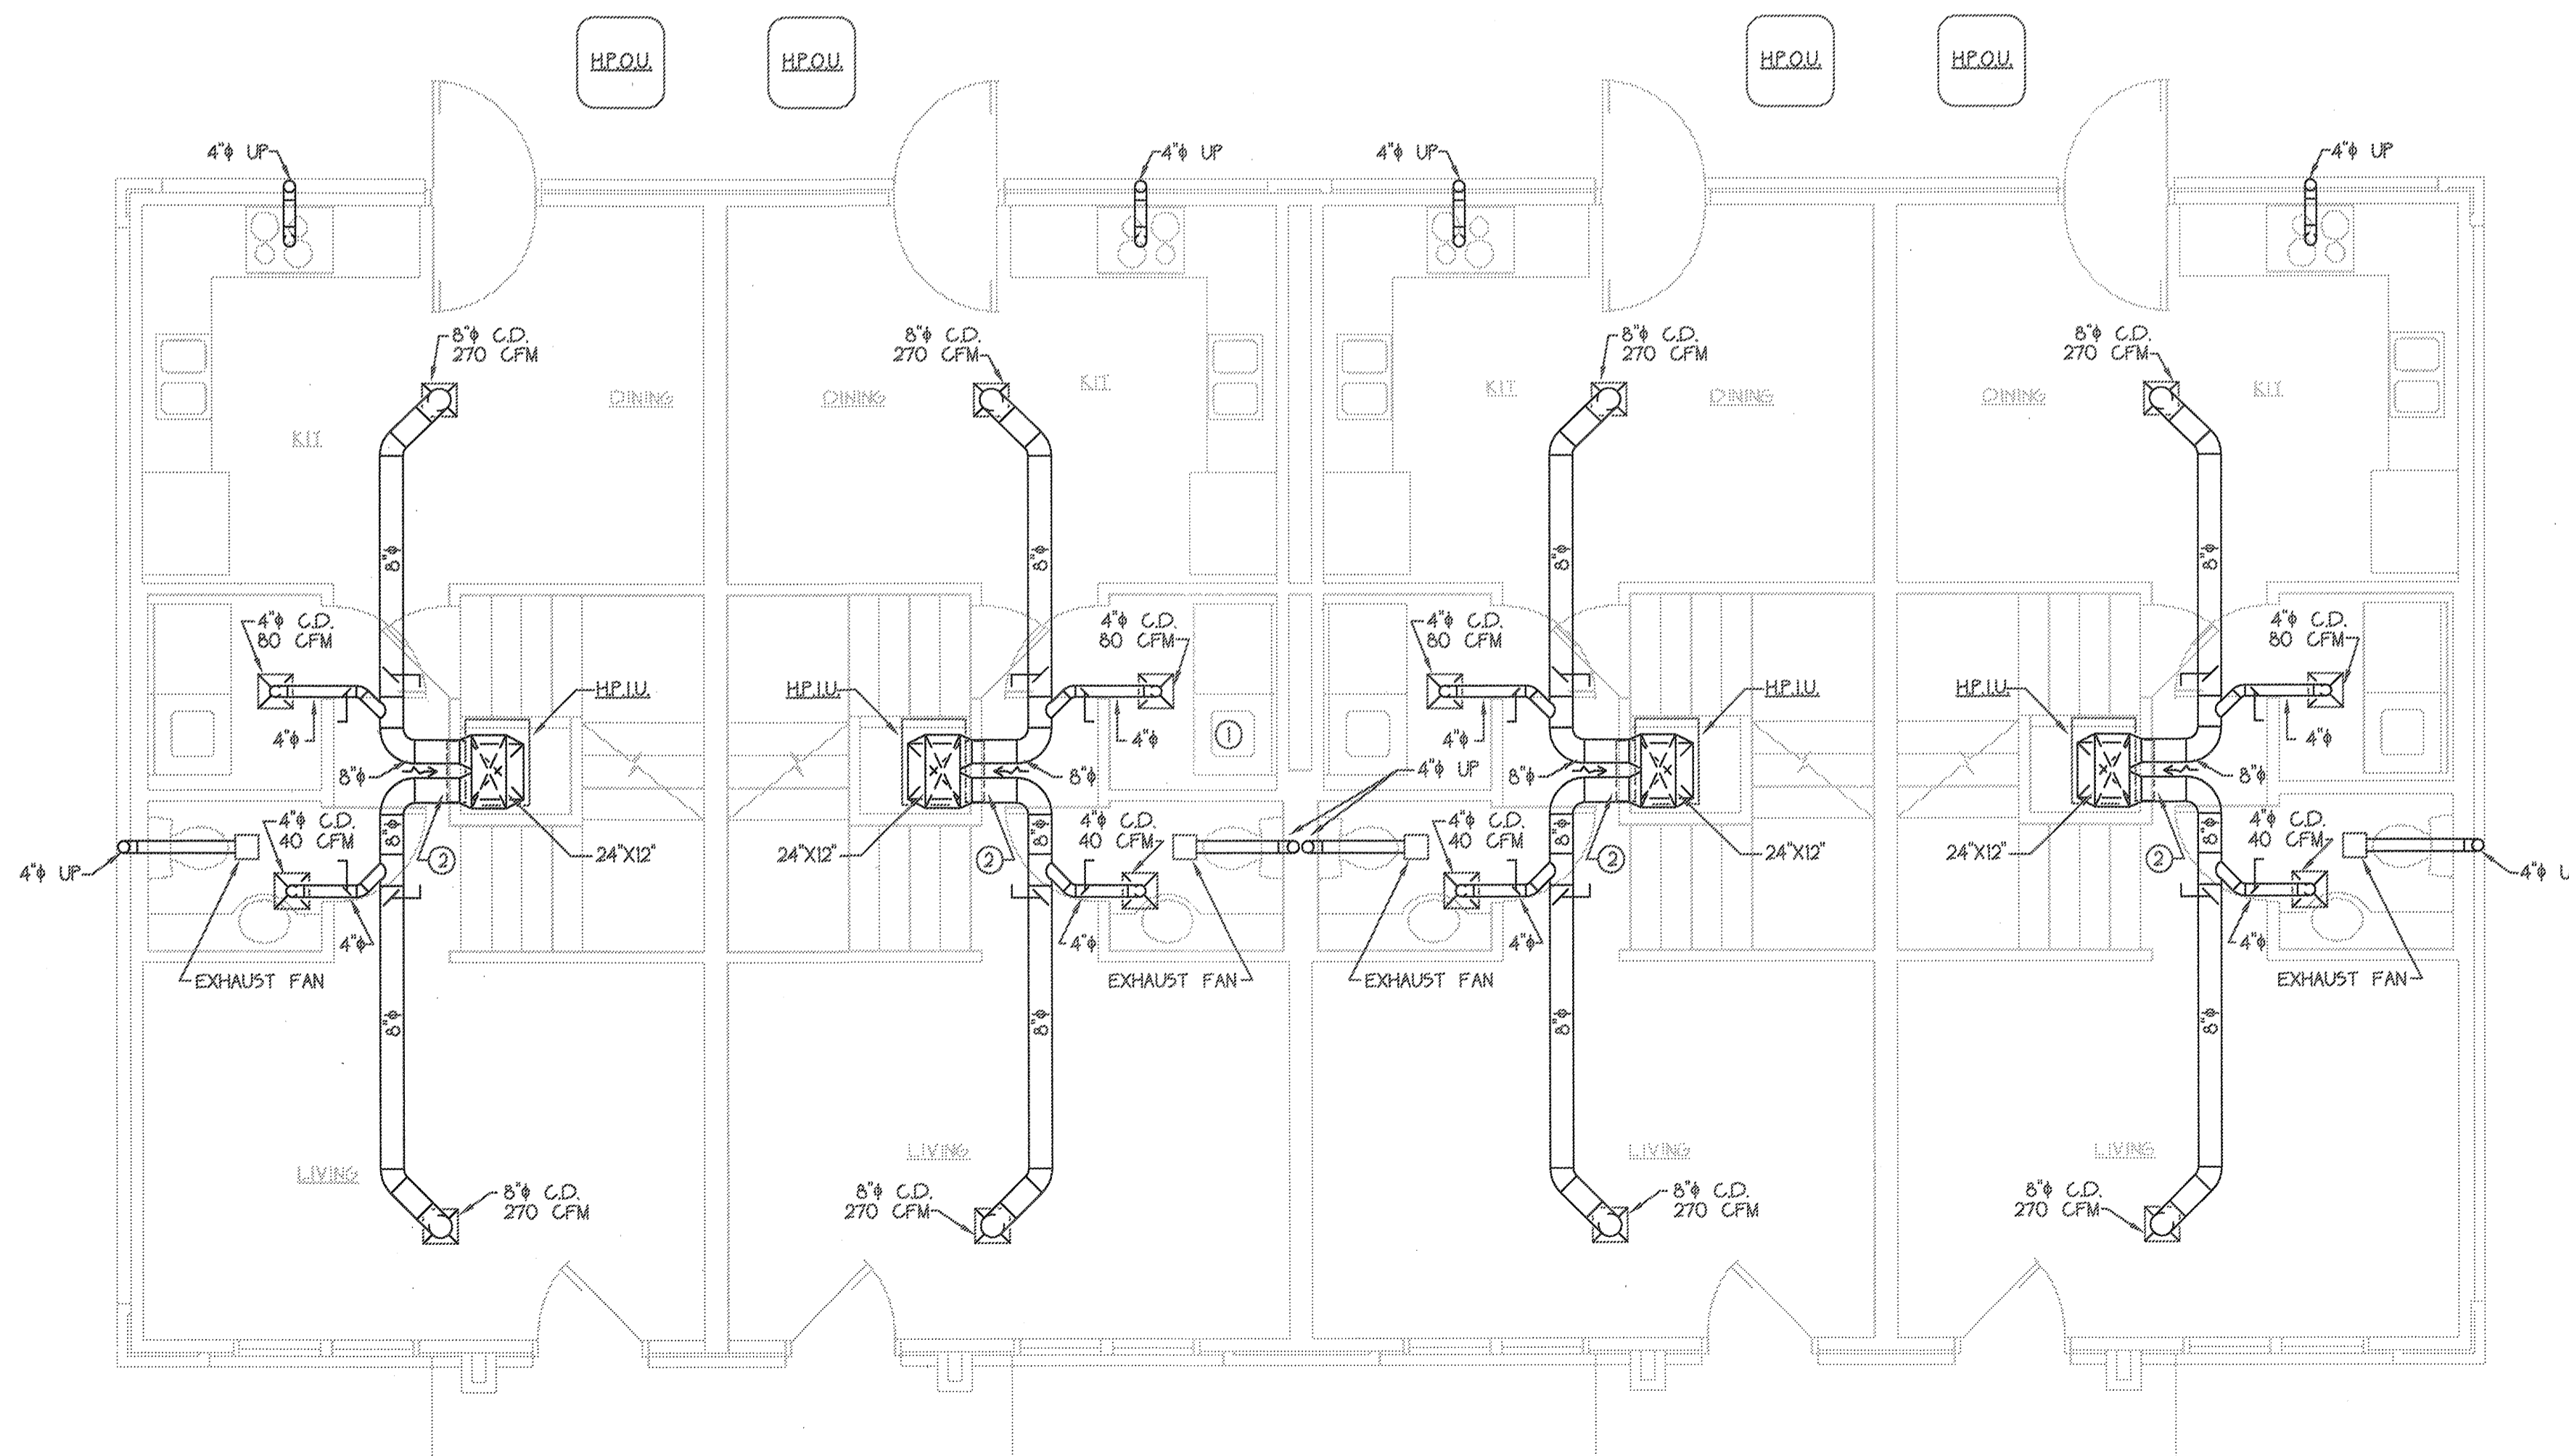 H.P.O.U.
H.P.O.U.
H.P.O.U.
H.P.O.U.
4"ϕ UP
4"ϕ UP
4"ϕ UP
4"ϕ UP
8"ϕ C.D.
270 CFM
8"ϕ C.D.
270 CFM
8"ϕ C.D.
270 CFM
8"ϕ C.D.
270 CFM
KIT.
DINING
DINING
KIT.
KIT.
DINING
DINING
KIT.
8"ϕ
8"ϕ
8"ϕ
8"ϕ
4"ϕ C.D.
80 CFM
4"ϕ C.D.
80 CFM
4"ϕ C.D.
80 CFM
4"ϕ C.D.
80 CFM
H.P.I.U.
H.P.I.U.
H.P.I.U.
H.P.I.U.
4"ϕ
4"ϕ
1
4"ϕ
4"ϕ
8"ϕ
8"ϕ
4"ϕ UP
8"ϕ
8"ϕ
4"ϕ C.D.
40 CFM
4"ϕ C.D.
40 CFM
4"ϕ C.D.
40 CFM
4"ϕ C.D.
40 CFM
8"ϕ
8"ϕ
8"ϕ
8"ϕ
4"ϕ UP
2
24"X12"
24"X12"
2
2
24"X12"
24"X12"
2
4"ϕ U
4"ϕ
4"ϕ
4"ϕ
4"ϕ
EXHAUST FAN
EXHAUST FAN
EXHAUST FAN
EXHAUST FAN
8"ϕ
8"ϕ
8"ϕ
8"ϕ
LIVING
LIVING
LIVING
LIVING
8"ϕ C.D.
270 CFM
8"ϕ C.D.
270 CFM
8"ϕ C.D.
270 CFM
8"ϕ C.D.
270 CFM